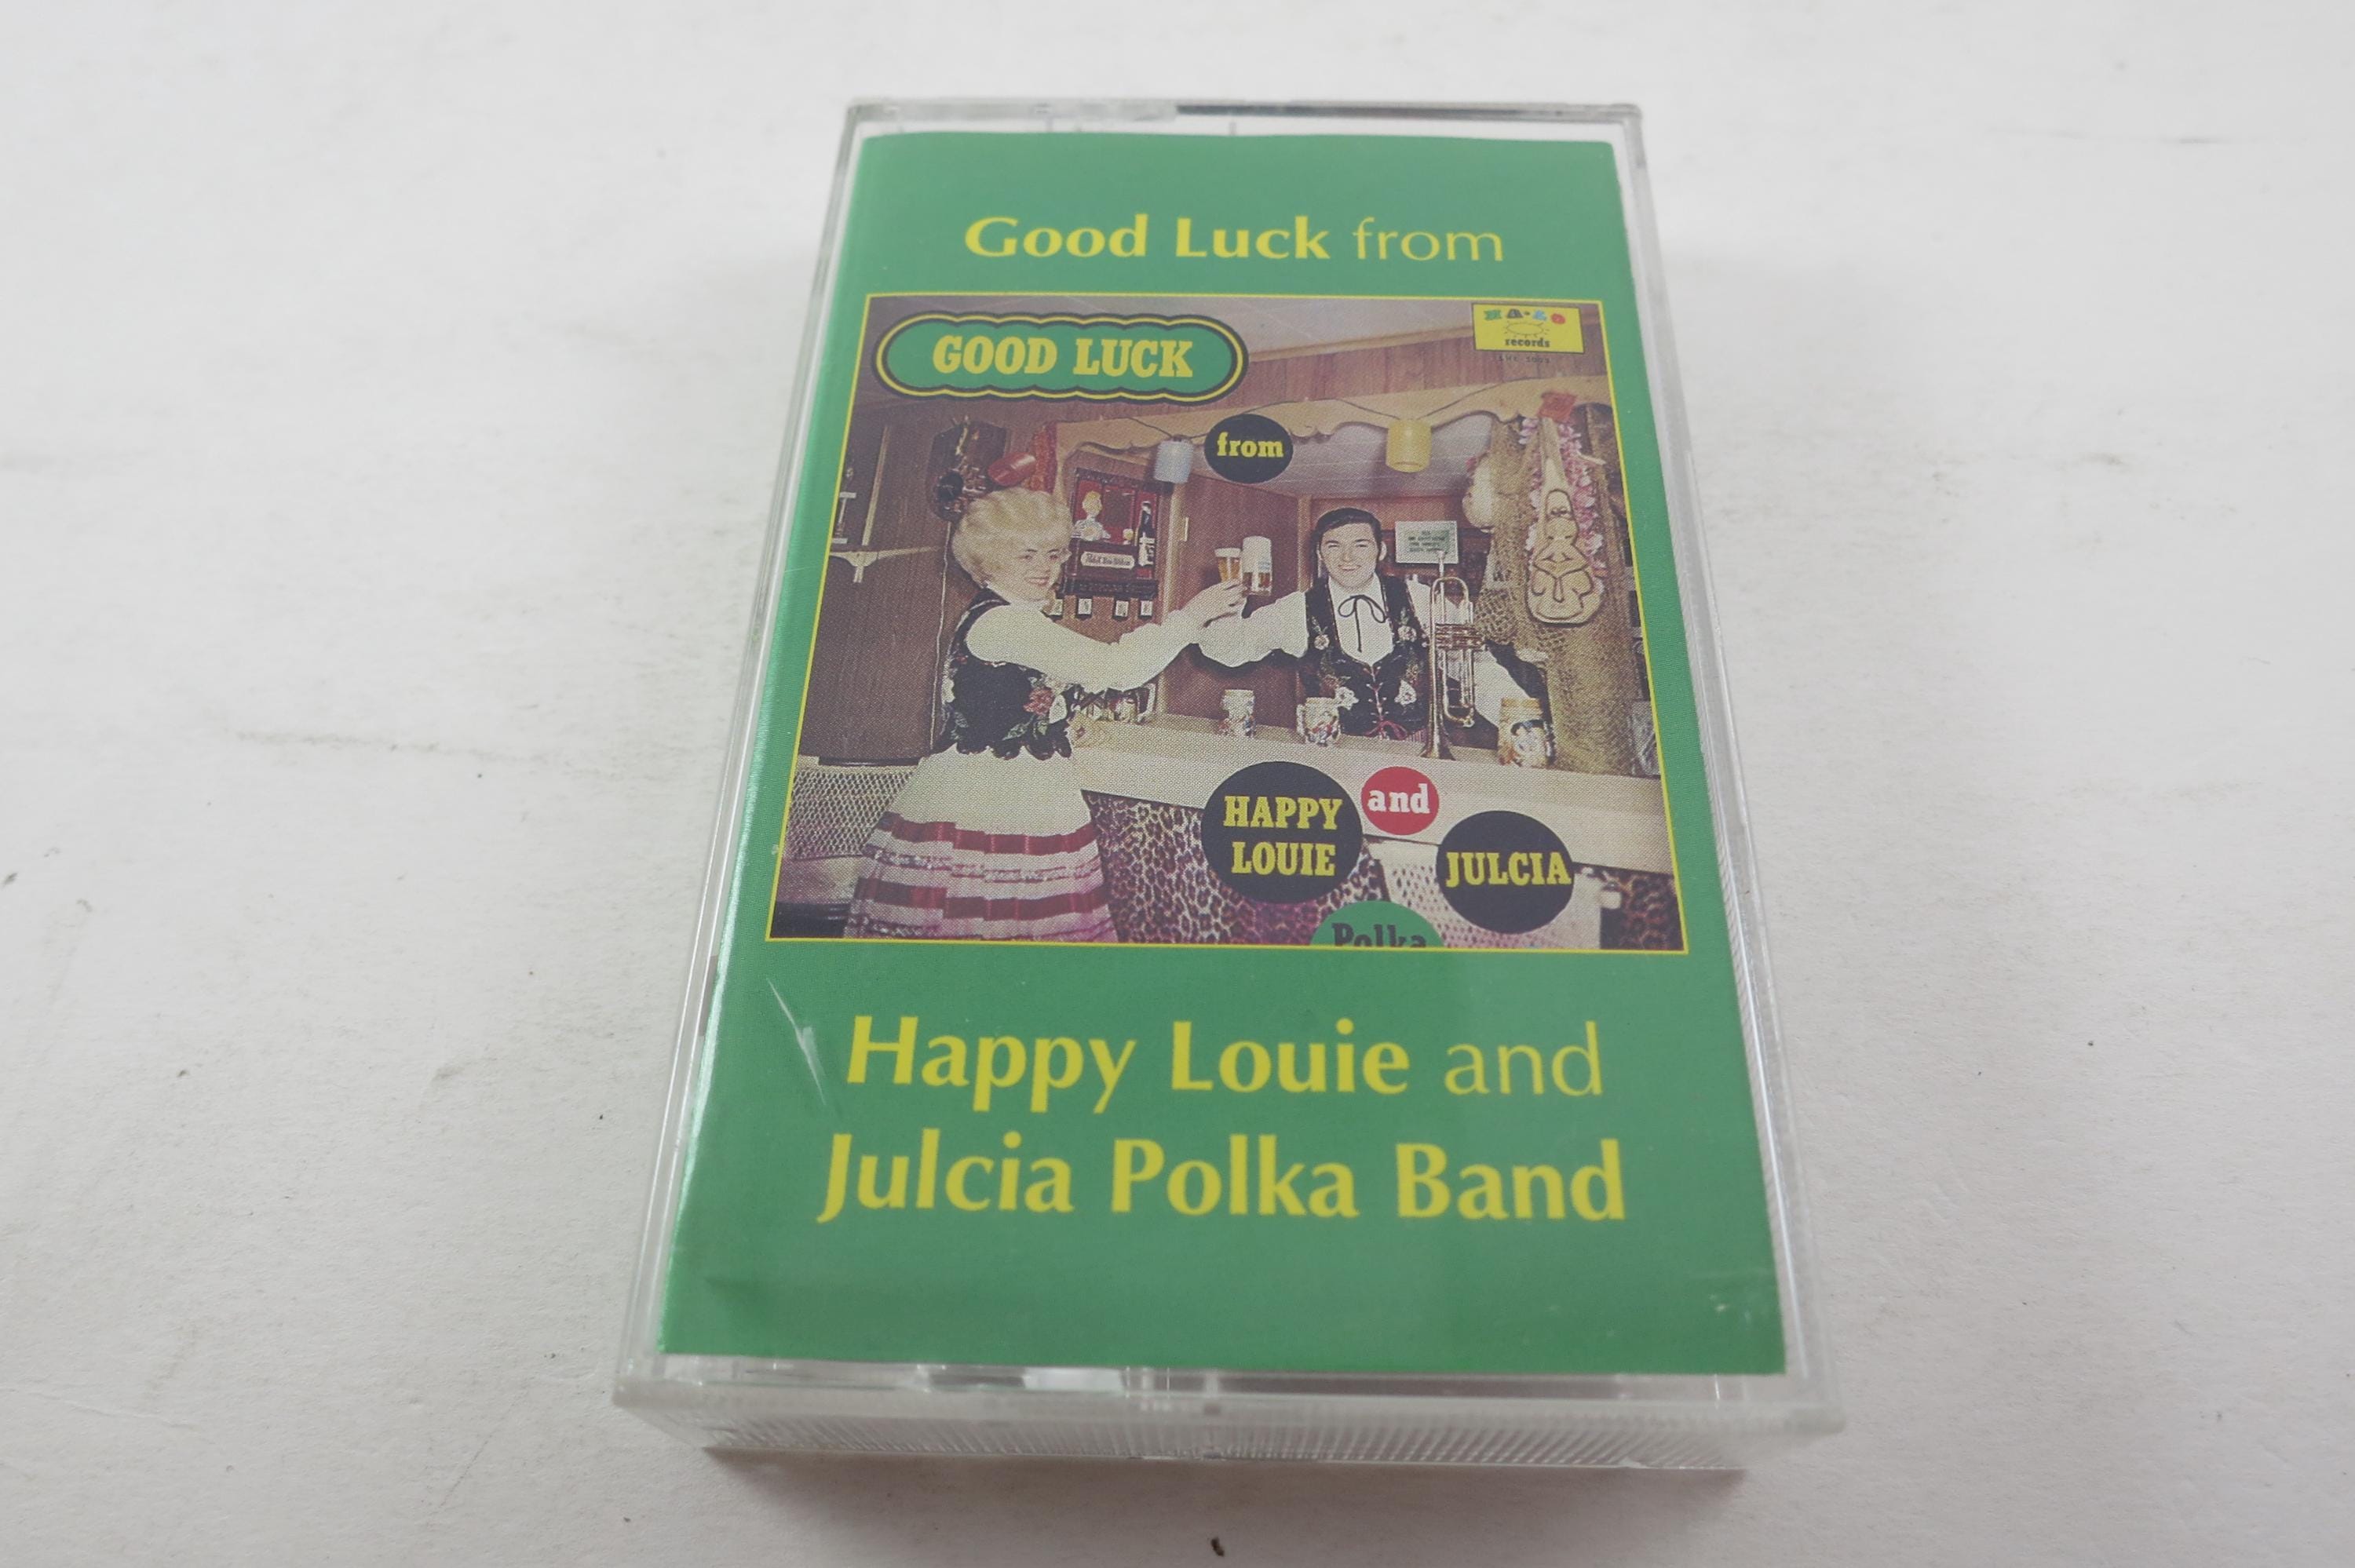 Good Luck from
GOOD LUCK
HA·LO
records
from
HAPPY
LOUIE
and
JULCIA
Polka
Happy Louie and
Julcia Polka Band